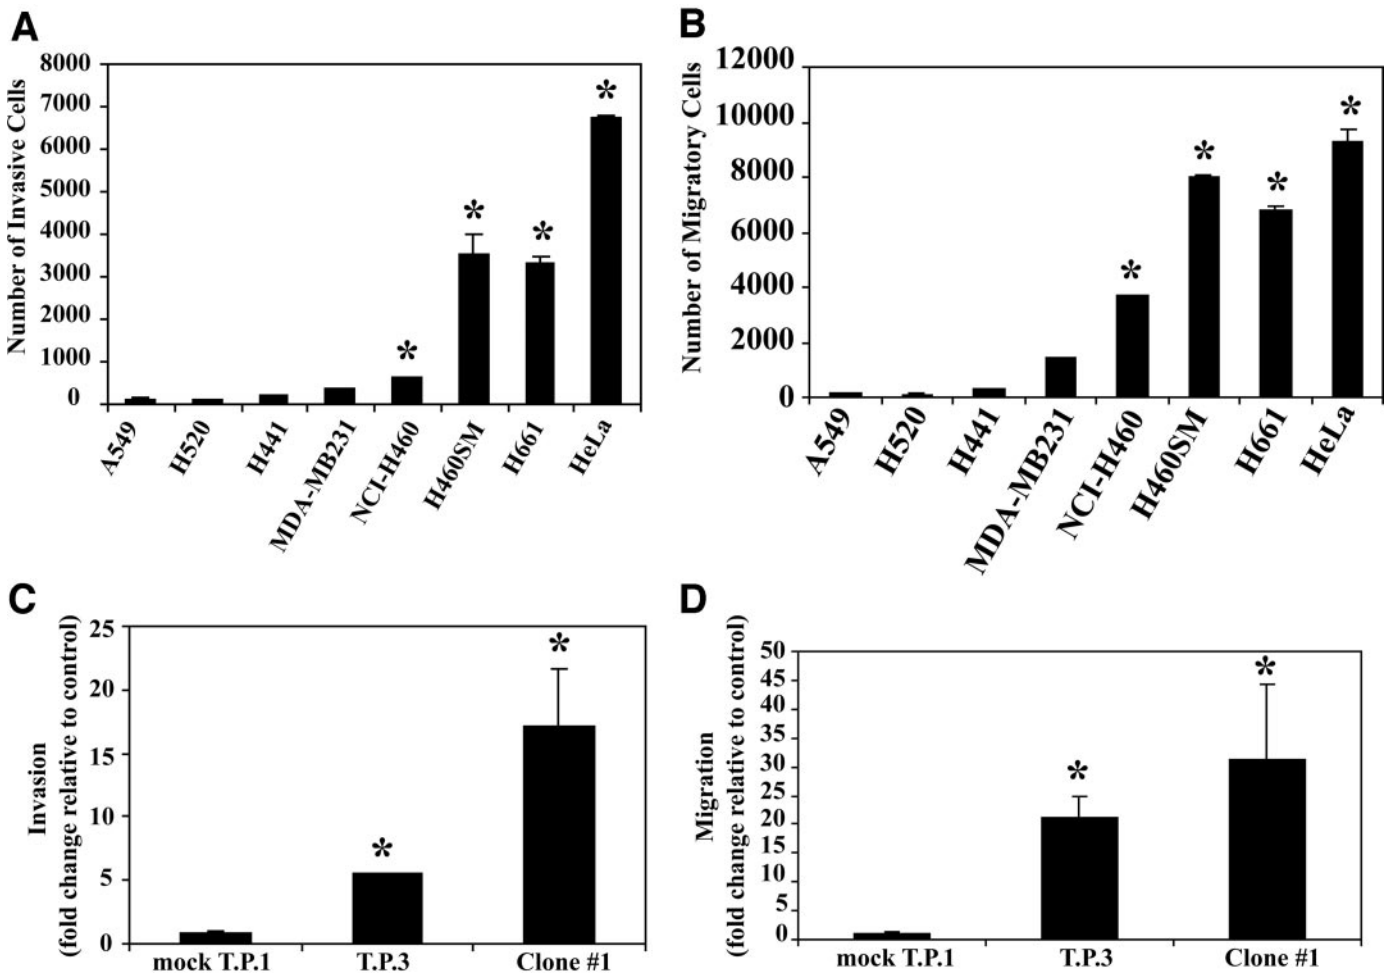 A
Number of Invasive Cells
8000
7000
6000
5000
4000
3000
2000
1000
0
*
*
*
*
A549
H520
H441
MDA-MB231
NCI-H460
H460SM
H661
HeLa
B
Number of Migratory Cells
12000
10000
8000
6000
4000
2000
0
*
*
*
*
A549
H520
H441
MDA-MB231
NCI-H460
H460SM
H661
HeLa
C
Invasion
(fold change relative to control)
25
20
15
10
5
0
*
*
mock T.P.1
T.P.3
Clone #1
D
Migration
(fold change relative to control)
50
45
40
35
30
25
20
15
10
5
0
*
*
mock T.P.1
T.P.3
Clone #1